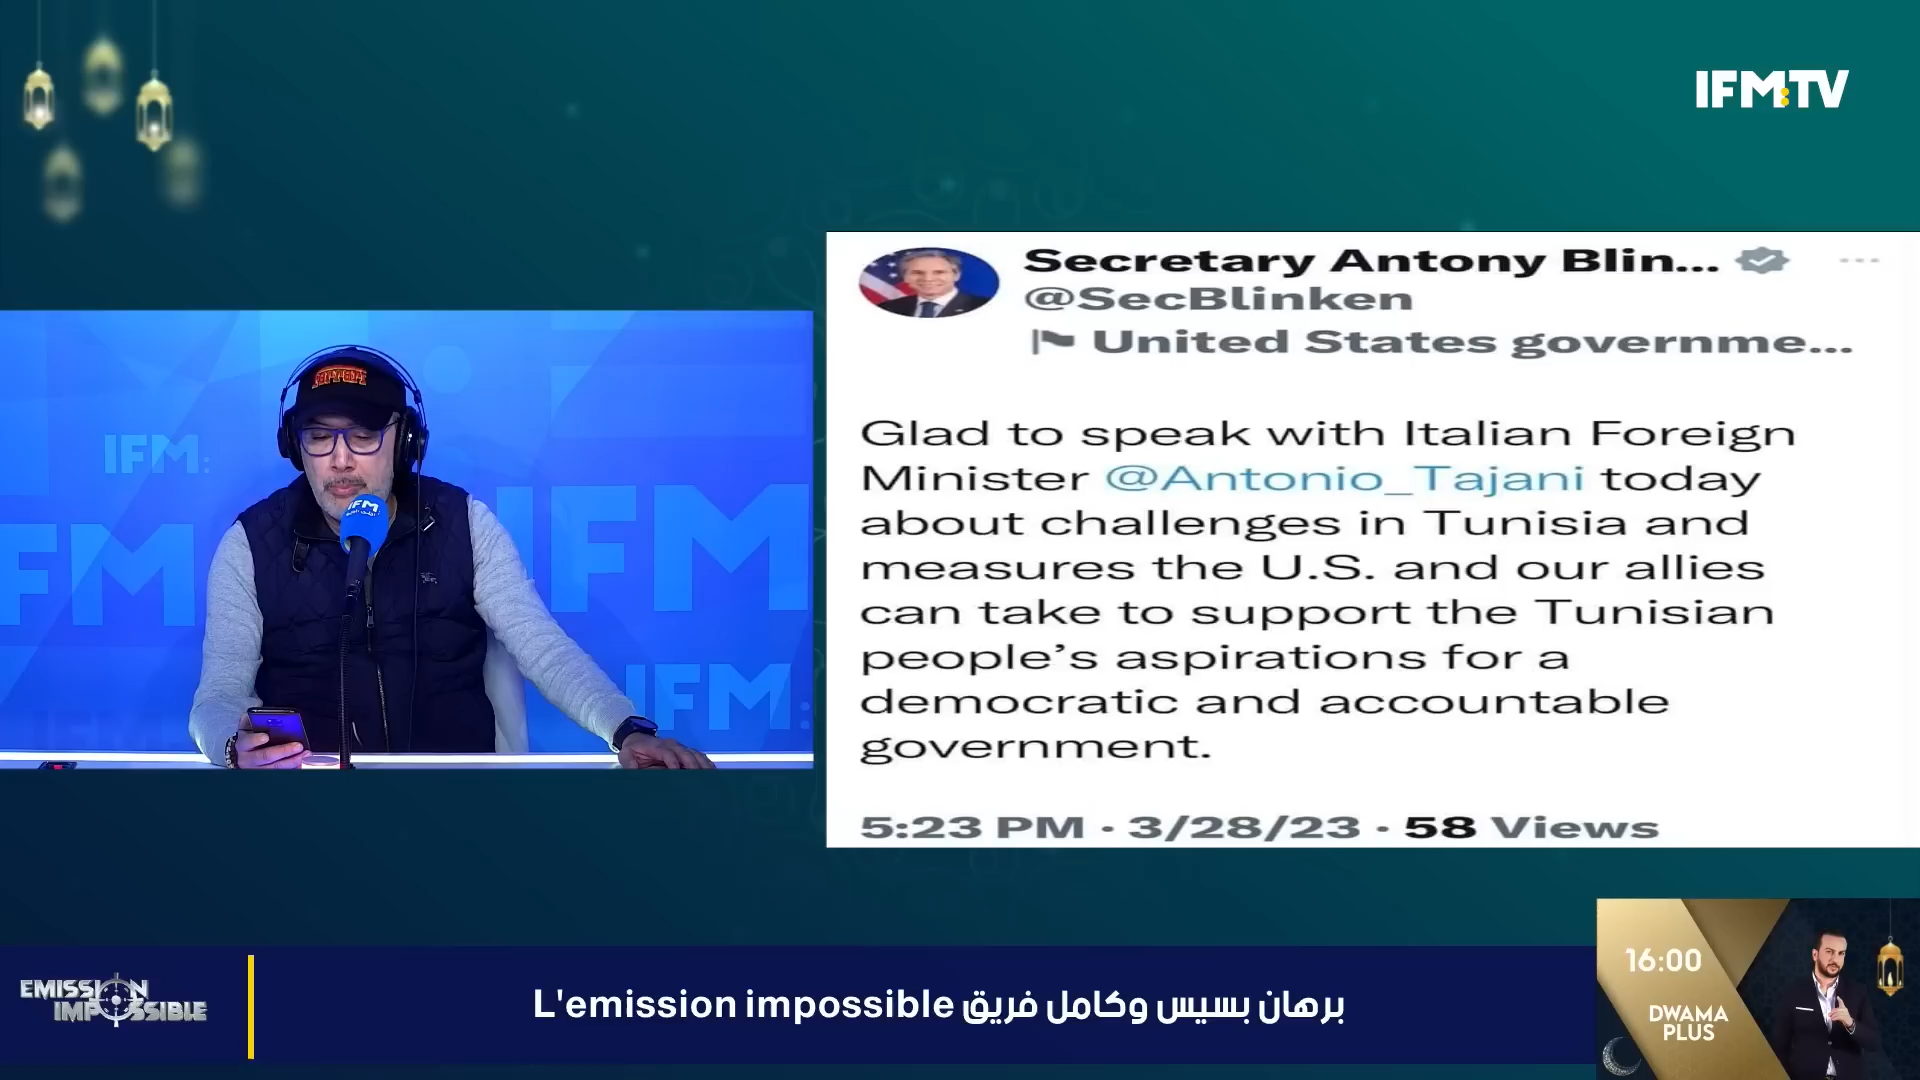 IFM:TV
Secretary Antony Blin...
@SecBlinken
United States governme...
Glad to speak with Italian Foreign
Minister @Antonio_Tajani today
about challenges in Tunisia and
measures the U.S. and our allies
can take to support the Tunisian
people’s aspirations for a
democratic and accountable
government.
5:23 PM · 3/28/23 · 58 Views
Ferrari
IFM:
IFM
FM
IFM
IFM:
EMISSION
IMPOSSIBLE
برهان بسيس وكامل فريق L'emission impossible
16:00
DWAMA
PLUS